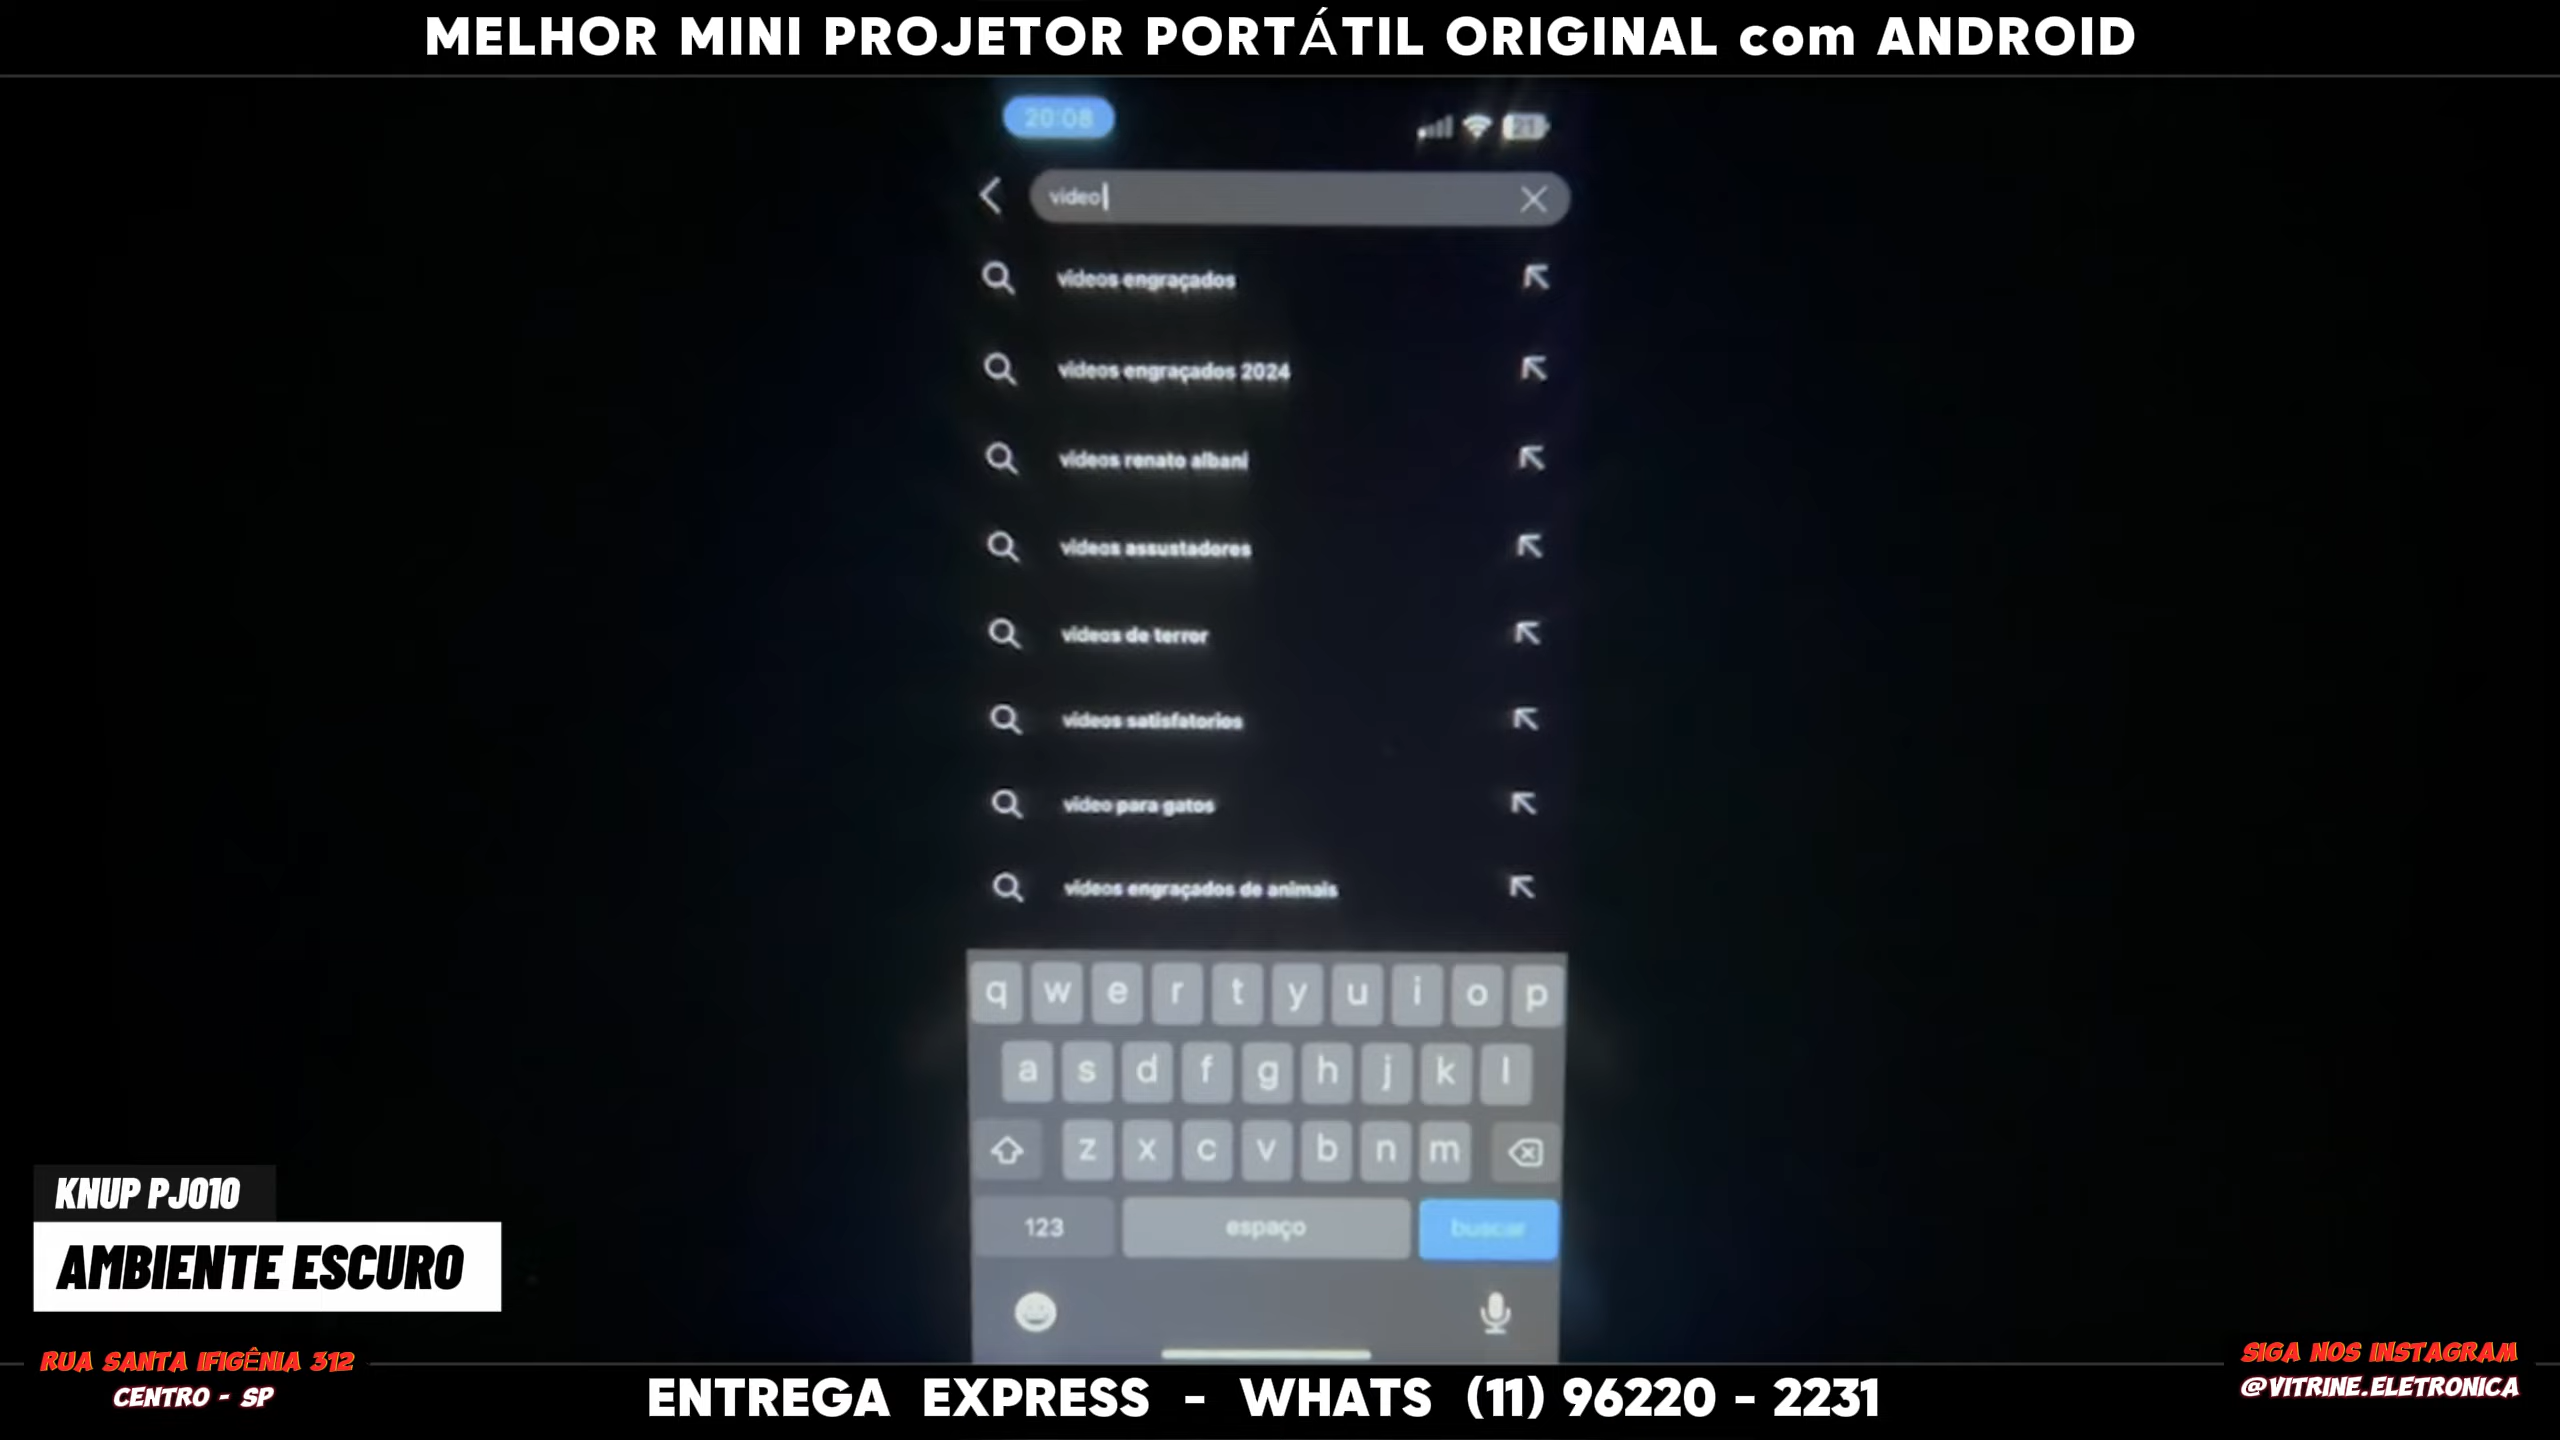 MELHOR MINI PROJETOR PORTÁTIL ORIGINAL com ANDROID
20:08
21
video
videos engraçados
videos engraçados 2024
videos renato albani
videos assustadores
videos de terror
videos satisfatorios
video para gatos
videos engraçados de animais
q w e r t y u i o p
a s d f g h j k l
z x c v b n m
123 espaço buscar
KNUP PJ010
AMBIENTE ESCURO
RUA SANTA IFIGÊNIA 312
CENTRO - SP
ENTREGA EXPRESS - WHATS (11) 96220 - 2231
SIGA NOS INSTAGRAM
@VITRINE.ELETRONICA